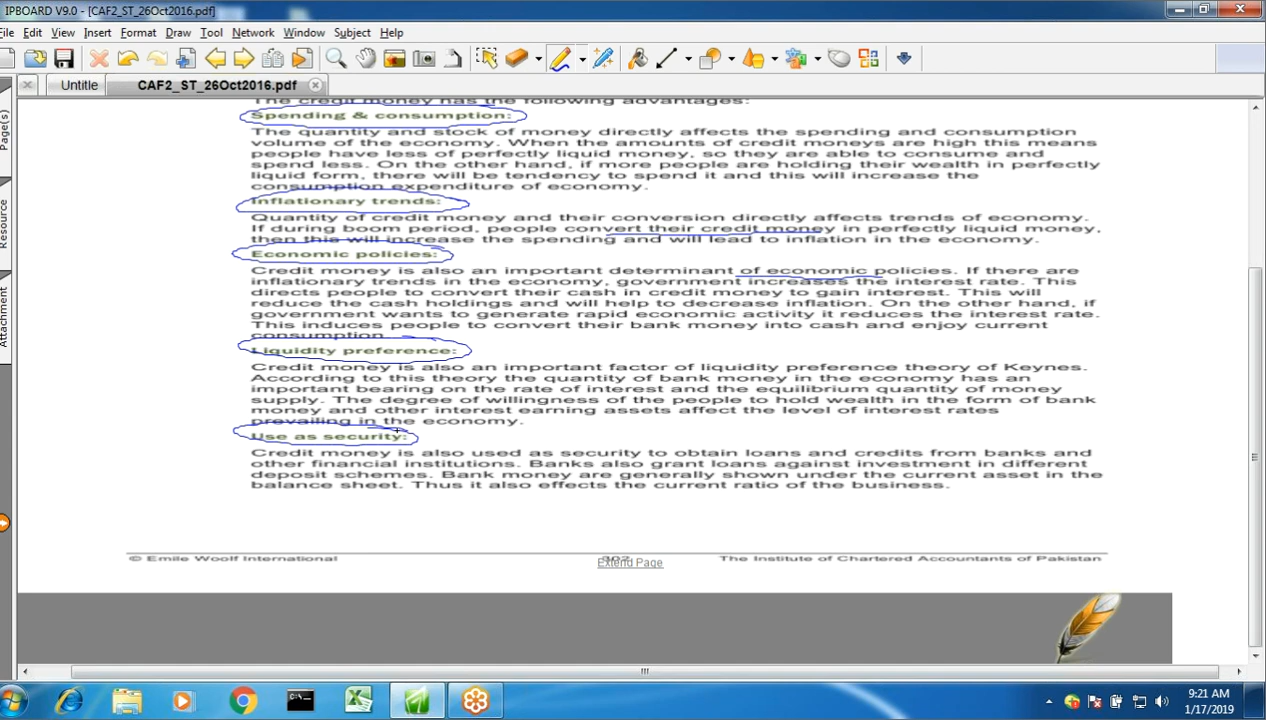 IPBOARD V9.0 - [CAF2_ST_26Oct2016.pdf]
File Edit View Insert Format Draw Tool Network Window Subject Help
Untitle CAF2_ST_26Oct2016.pdf
Page(s)
Resource
Attachment
The credit money has the following advantages:
Spending & consumption:
The quantity and stock of money directly affects the spending and consumption
volume of the economy. When the amounts of credit moneys are high this means
people have less of perfectly liquid money, so they are able to consume and
spend less. On the other hand, if more people are holding their wealth in perfectly
liquid form, there will be tendency to spend it and this will increase the
consumption expenditure of economy.
Inflationary trends:
Quantity of credit money and their conversion directly affects trends of economy.
If during boom period, people convert their credit money in perfectly liquid money,
then this will increase the spending and will lead to inflation in the economy.
Economic policies:
Credit money is also an important determinant of economic policies. If there are
inflationary trends in the economy, government increases the interest rate. This
directs people to convert their cash in credit money to gain interest. This will
reduce the cash holdings and will help to decrease inflation. On the other hand, if
government wants to generate rapid economic activity it reduces the interest rate.
This induces people to convert their bank money into cash and enjoy current
consumption.
Liquidity preference:
Credit money is also an important factor of liquidity preference theory of Keynes.
According to this theory the quantity of bank money in the economy has an
important bearing on the rate of interest and the equilibrium quantity of money
supply. The degree of willingness of the people to hold wealth in the form of bank
money and other interest earning assets affect the level of interest rates
prevailing in the economy.
Use as security:
Credit money is also used as security to obtain loans and credits from banks and
other financial institutions. Banks also grant loans against investment in different
deposit schemes. Bank money are generally shown under the current asset in the
balance sheet. Thus it also effects the current ratio of the business.
© Emile Woolf International 302 The Institute of Chartered Accountants of Pakistan
Extend Page
9:21 AM
1/17/2019